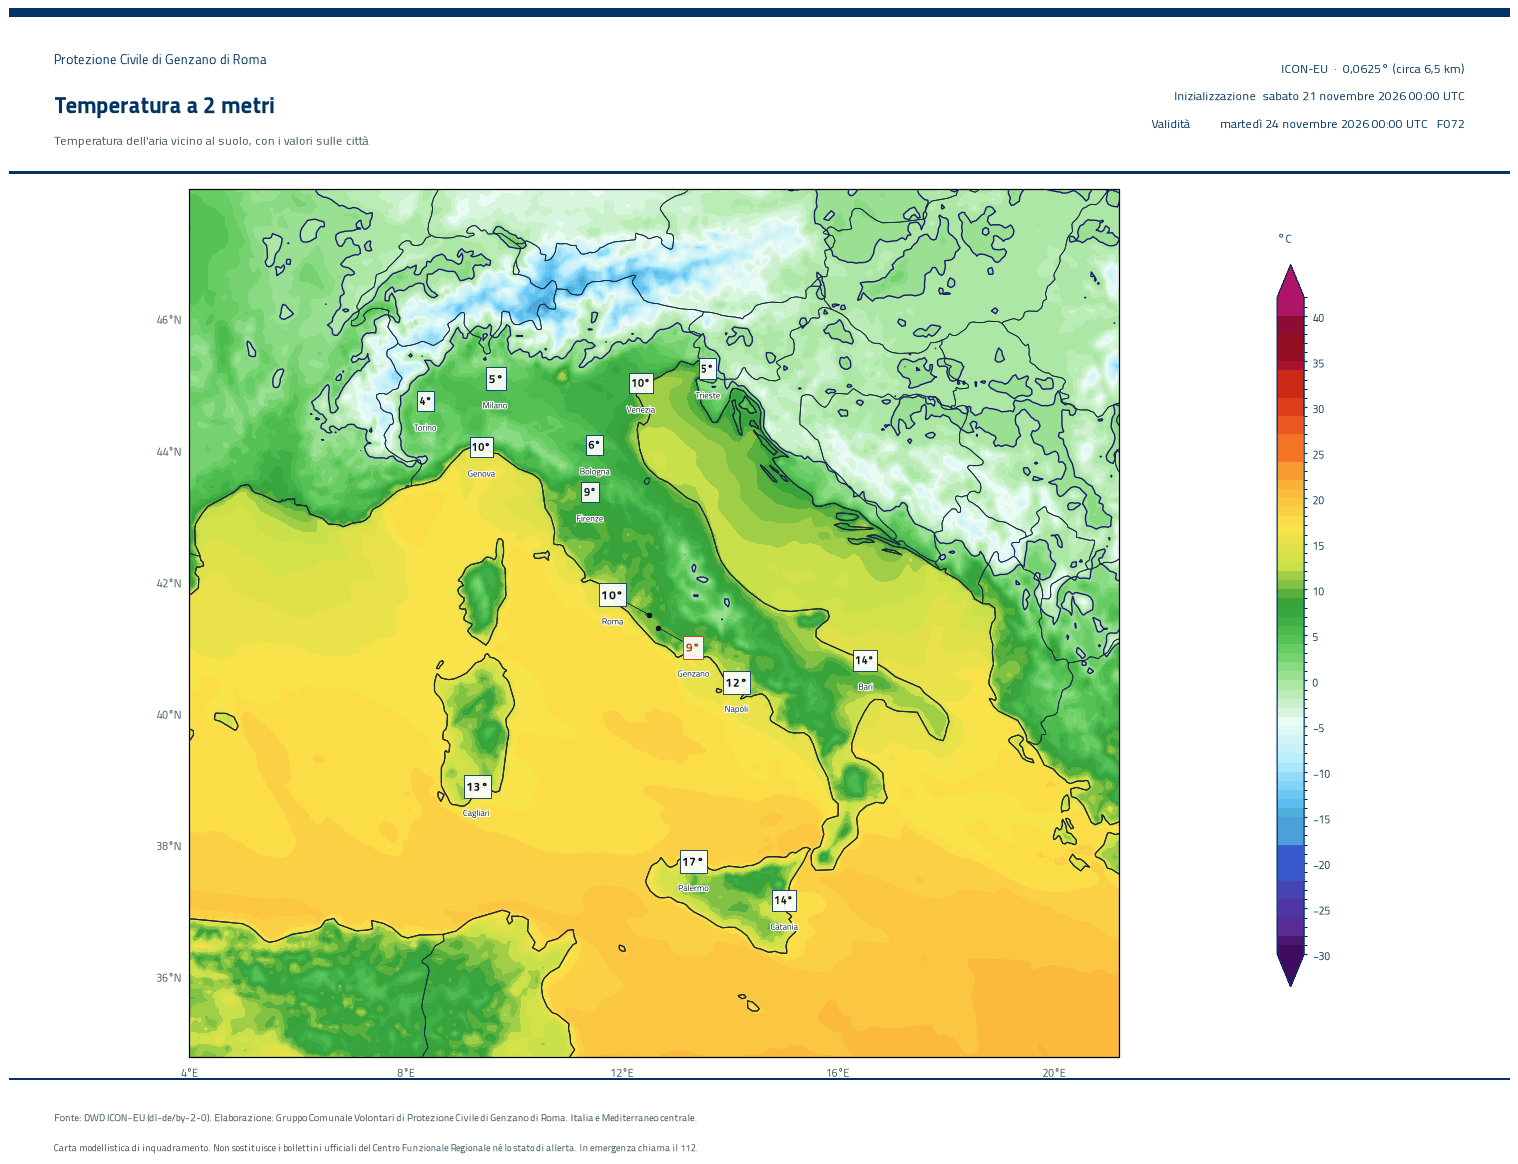 Protezione Civile di Genzano di Roma
Temperatura a 2 metri
Temperatura dell'aria vicino al suolo, con i valori sulle città
ICON-EU · 0,0625° (circa 6,5 km)
Inizializzazione sabato 21 novembre 2026 00:00 UTC
Validità martedì 24 novembre 2026 00:00 UTC F072
°C
40
35
30
25
20
15
10
5
0
−5
−10
−15
−20
−25
−30
46°N
44°N
42°N
40°N
38°N
36°N
4°E
8°E
12°E
16°E
20°E
5°
Trieste
5°
Milano
10°
Venezia
4°
Torino
10°
Genova
6°
Bologna
9°
Firenze
10°
Roma
9°
Genzano
12°
Napoli
14°
Bari
13°
Cagliari
17°
Palermo
14°
Catania
Fonte: DWD ICON-EU (dl-de/by-2-0). Elaborazione: Gruppo Comunale Volontari di Protezione Civile di Genzano di Roma. Italia e Mediterraneo centrale.
Carta modellistica di inquadramento. Non sostituisce i bollettini ufficiali del Centro Funzionale Regionale né lo stato di allerta. In emergenza chiama il 112.